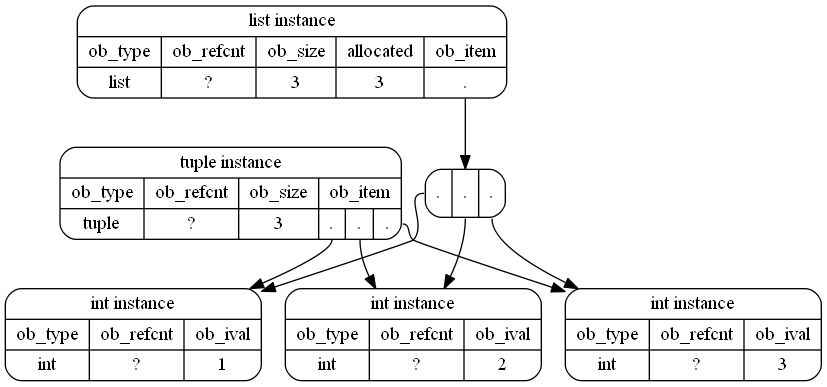 list instance
ob_type ob_refcnt ob_size allocated ob_item
list ? 3 3 .
tuple instance
ob_type ob_refcnt ob_size ob_item
tuple ? 3 . . .
. . .
int instance
ob_type ob_refcnt ob_ival
int ? 1
int instance
ob_type ob_refcnt ob_ival
int ? 2
int instance
ob_type ob_refcnt ob_ival
int ? 3